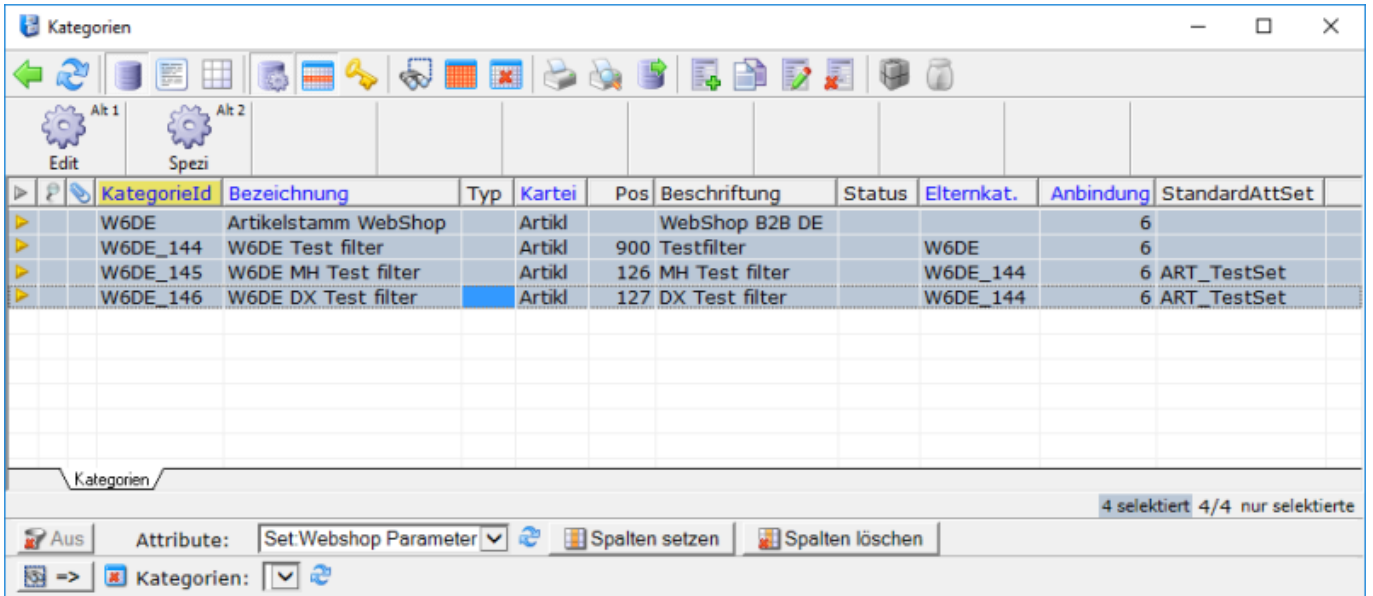 Kategorien
Alt 1 Alt 2
Edit Spezi
KategorieId Bezeichnung Typ Kartei Pos Beschriftung Status Elternkat. Anbindung StandardAttSet
W6DE Artikelstamm WebShop Artikl WebShop B2B DE 6
W6DE_144 W6DE Test filter Artikl 900 Testfilter W6DE 6
W6DE_145 W6DE MH Test filter Artikl 126 MH Test filter W6DE_144 6 ART_TestSet
W6DE_146 W6DE DX Test filter Artikl 127 DX Test filter W6DE_144 6 ART_TestSet
Kategorien
4 selektiert 4/4 nur selektierte
Aus Attribute: Set:Webshop Parameter Spalten setzen Spalten löschen
=> Kategorien: